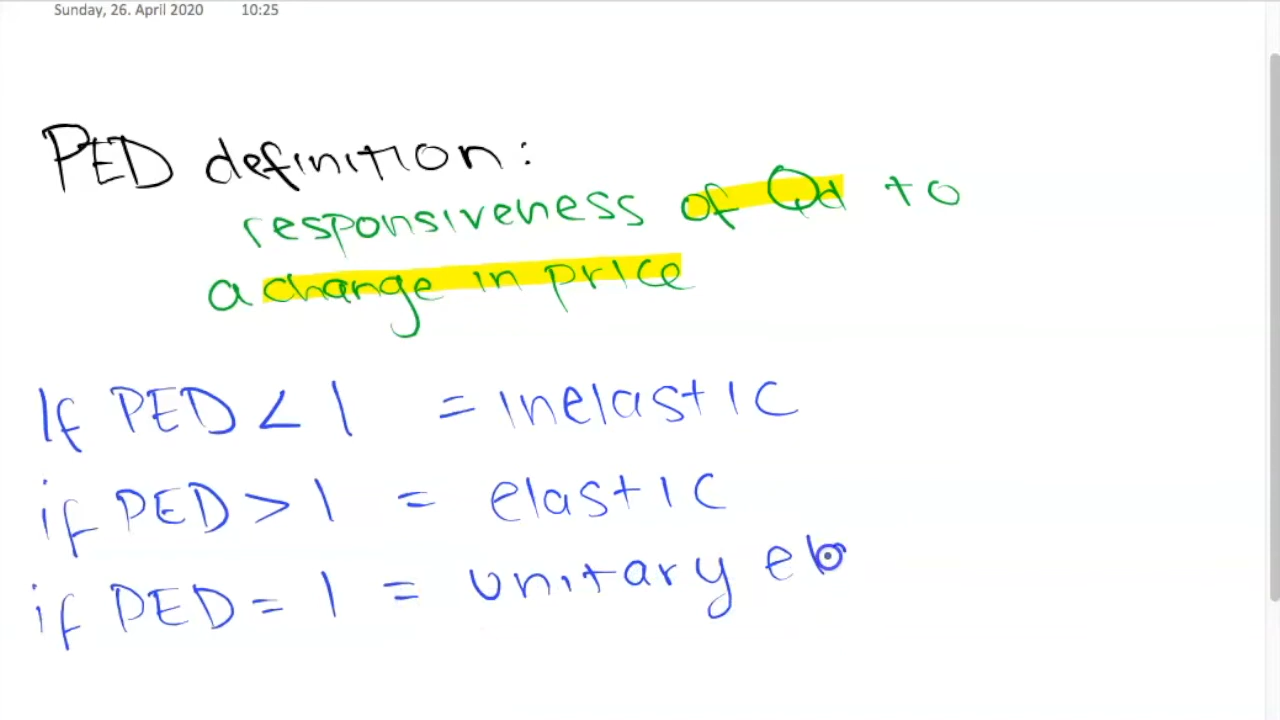 Sunday, 26. April 2020 10:25
PED definition:
responsiveness of Qd to
a change in price
If PED < 1 = inelastic
if PED > 1 = elastic
if PED = 1 = unitary